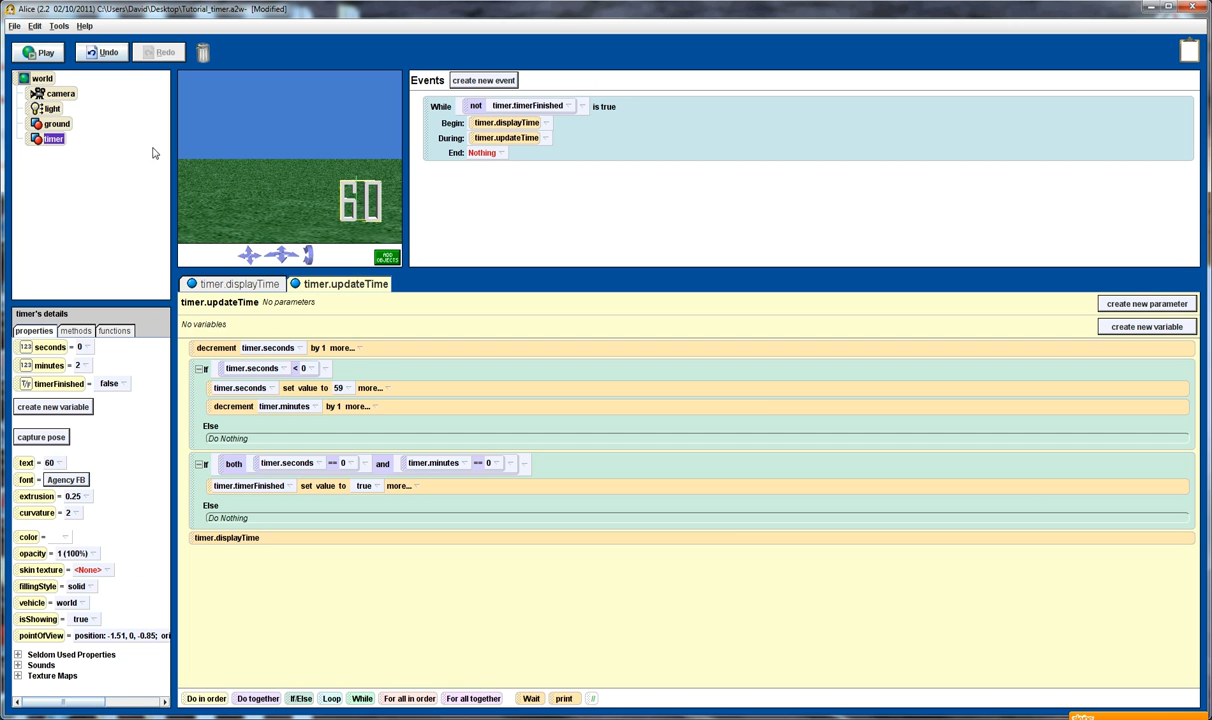 Alice (2.2 02/10/2011) C:\Users\David\Desktop\Tutorial_timer.a2w- [Modified]
File Edit Tools Help
Play Undo Redo
world
camera
light
ground
timer
60
ADD OBJECTS
Events create new event
While not timer.timerFinished is true
Begin: timer.displayTime
During: timer.updateTime
End: Nothing
timer's details
properties methods functions
123 seconds = 0
123 minutes = 2
T/F timerFinished = false
create new variable
capture pose
text = 60
font = Agency FB
extrusion = 0.25
curvature = 2
color =
opacity = 1 (100%)
skin texture = <None>
fillingStyle = solid
vehicle = world
isShowing = true
pointOfView = position: -1.51, 0, -0.85; ori
Seldom Used Properties
Sounds
Texture Maps
timer.displayTime timer.updateTime
timer.updateTime No parameters
create new parameter
No variables
create new variable
decrement timer.seconds by 1 more...
If timer.seconds < 0
timer.seconds set value to 59 more...
decrement timer.minutes by 1 more...
Else
Do Nothing
If both timer.seconds == 0 and timer.minutes == 0
timer.timerFinished set value to true more...
Else
Do Nothing
timer.displayTime
Do in order Do together If/Else Loop While For all in order For all together Wait print //